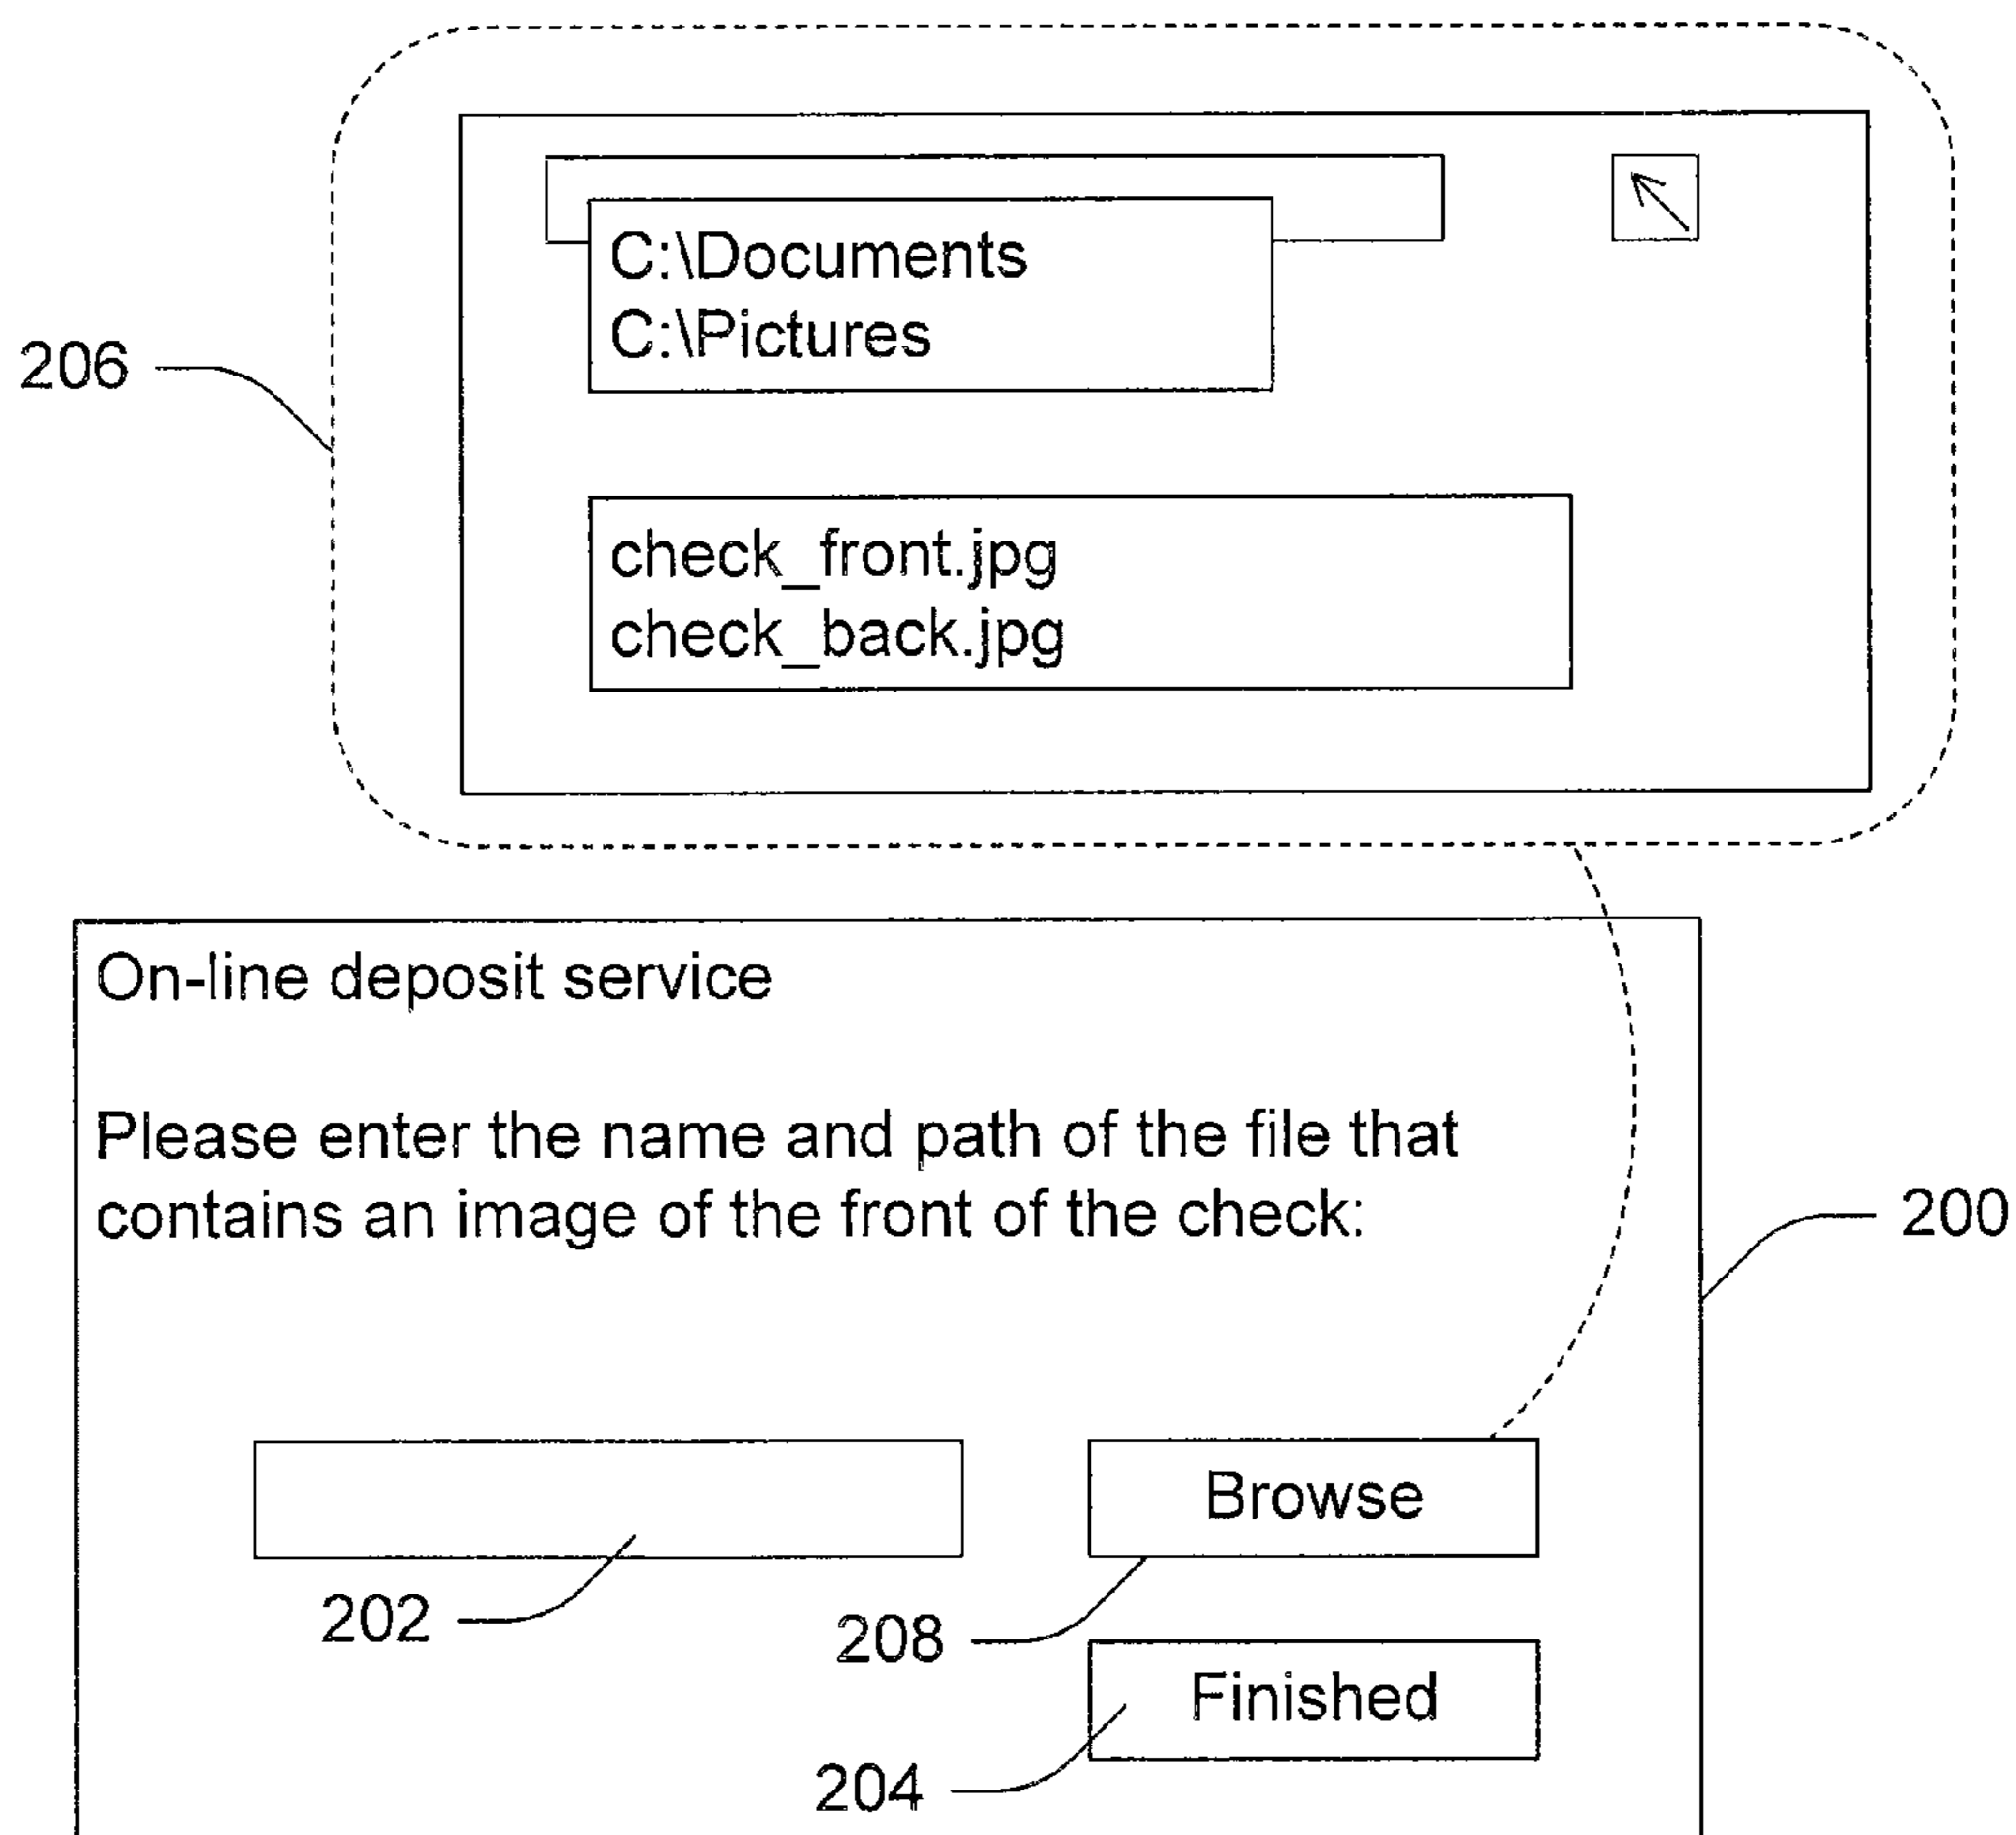 C:\Documents
C:\Pictures
206
check_front.jpg
check_back.jpg
On-line deposit service
Please enter the name and path of the file that
contains an image of the front of the check:
200
Browse
202
208
Finished
204